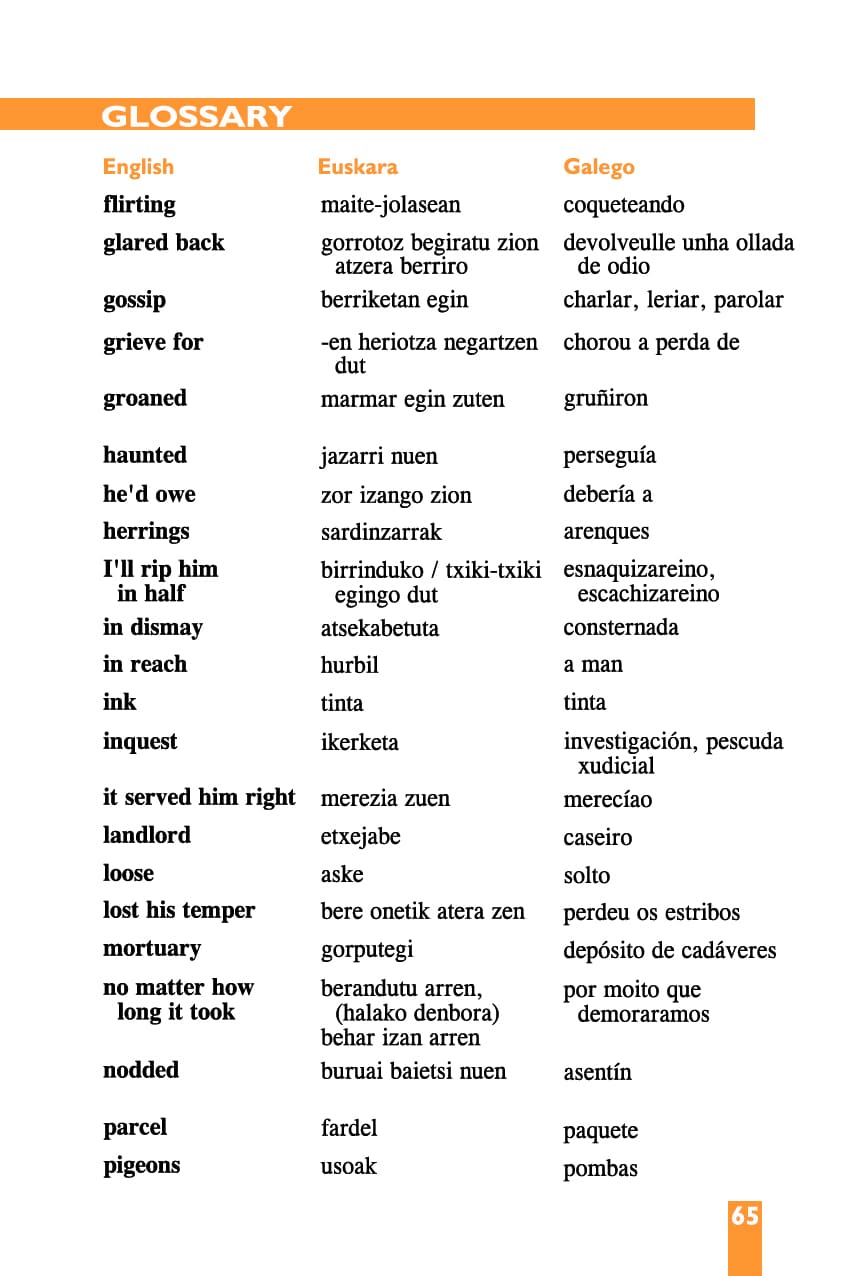 GLOSSARY
English Euskara Galego
flirting maite-jolasean coqueteando
glared back gorrotoz begiratu zion devolveulle unha ollada
atzera berriro de odio
gossip berriketan egin charlar, leriar, parolar
grieve for -en heriotza negartzen chorou a perda de
dut
groaned marmar egin zuten gruñiron
haunted jazarri nuen perseguía
he'd owe zor izango zion debería a
herrings sardinzarrak arenques
I'll rip him birrinduko / txiki-txiki esnaquizareino,
in half egingo dut escachizareino
in dismay atsekabetuta consternada
in reach hurbil a man
ink tinta tinta
inquest ikerketa investigación, pescuda
xudicial
it served him right merezia zuen merecíao
landlord etxejabe caseiro
loose aske solto
lost his temper bere onetik atera zen perdeu os estribos
mortuary gorputegi depósito de cadáveres
no matter how berandutu arren, por moito que
long it took (halako denbora) demoraramos
behar izan arren
nodded buruai baietsi nuen asentín
parcel fardel paquete
pigeons usoak pombas
65